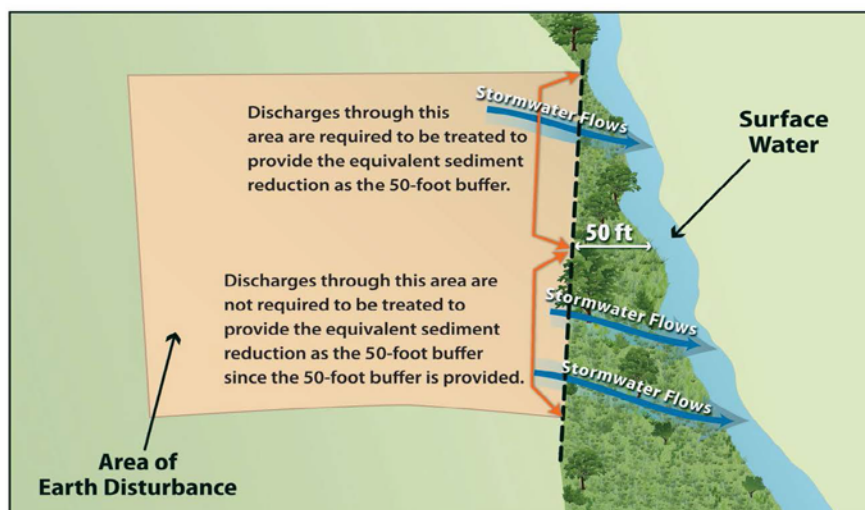 Discharges through this
area are required to be treated to
provide the equivalent sediment
reduction as the 50-foot buffer.
Stormwater Flows
Surface
Water
50 ft
Discharges through this area are
not required to be treated to
provide the equivalent sediment
reduction as the 50-foot buffer
since the 50-foot buffer is provided.
Stormwater Flows
Stormwater Flows
Area of
Earth Disturbance